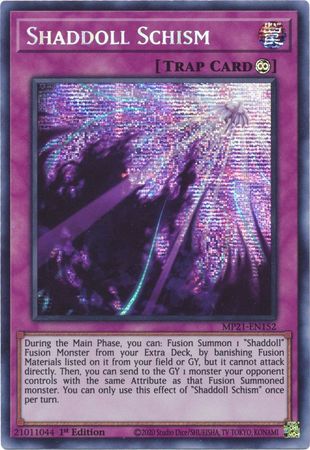 SHADDOLL SCHISM
[TRAP CARD ]
MP21-EN152
During the Main Phase, you can: Fusion Summon 1 "Shaddoll"
Fusion Monster from your Extra Deck, by banishing Fusion
Materials listed on it from your field or GY, but it cannot attack
directly. Then, you can send to the GY 1 monster your opponent
controls with the same Attribute as that Fusion Summoned
monster. You can only use this effect of "Shaddoll Schism" once
per turn.
21011044 1st Edition ©2020 Studio Dice/SHUEISHA, TV TOKYO, KONAMI